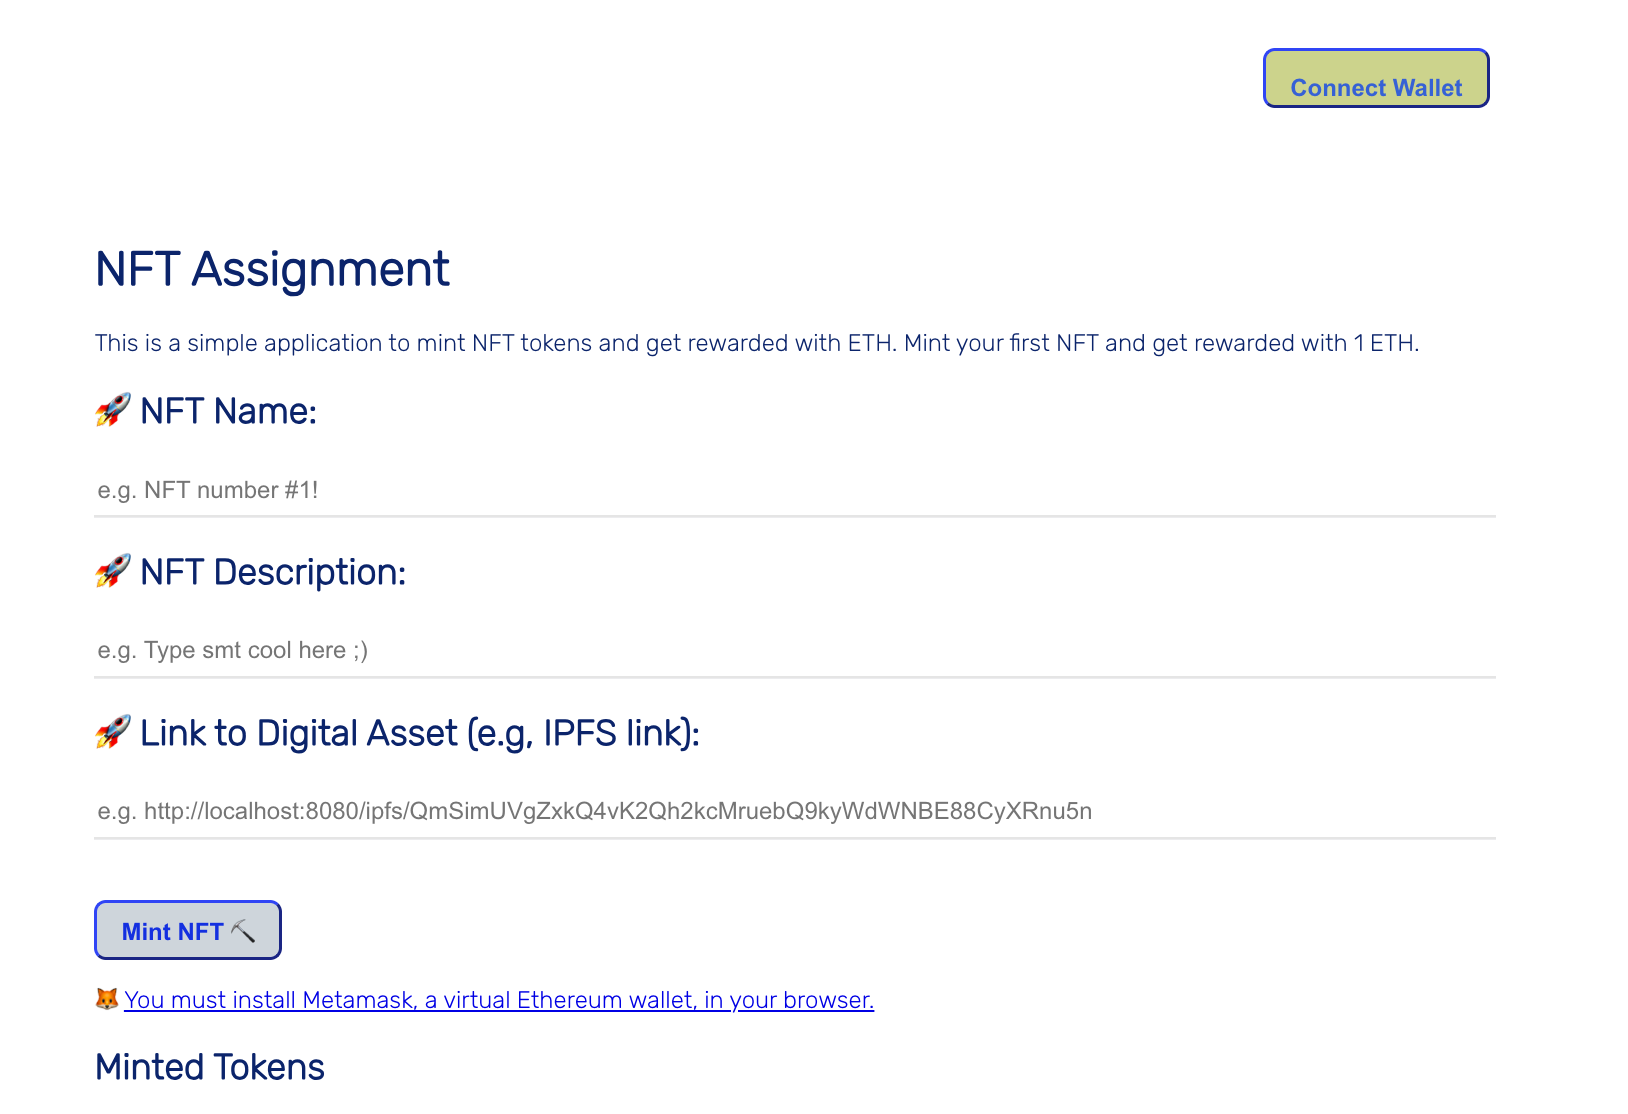 Connect Wallet
NFT Assignment
This is a simple application to mint NFT tokens and get rewarded with ETH. Mint your first NFT and get rewarded with 1 ETH.
🚀 NFT Name:
e.g. NFT number #1!
🚀 NFT Description:
e.g. Type smt cool here ;)
🚀 Link to Digital Asset (e.g, IPFS link):
e.g. http://localhost:8080/ipfs/QmSimUVgZxkQ4vK2Qh2kcMruebQ9kyWdWNBE88CyXRnu5n
Mint NFT ⛏
🦊 You must install Metamask, a virtual Ethereum wallet, in your browser.
Minted Tokens